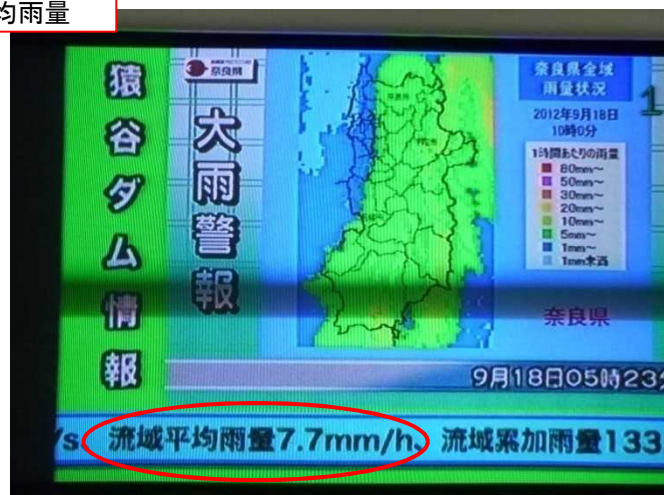 均雨量
猿谷ダム情報
大雨警報
奈良県
奈良県全域
雨量状況
2012年9月18日
10時0分
1時間あたりの雨量
80mm～
50mm～
30mm～
20mm～
10mm～
5mm～
1mm～
1mm未満
奈良県
9月18日05時23
/s 流域平均雨量7.7mm/h、流域累加雨量133